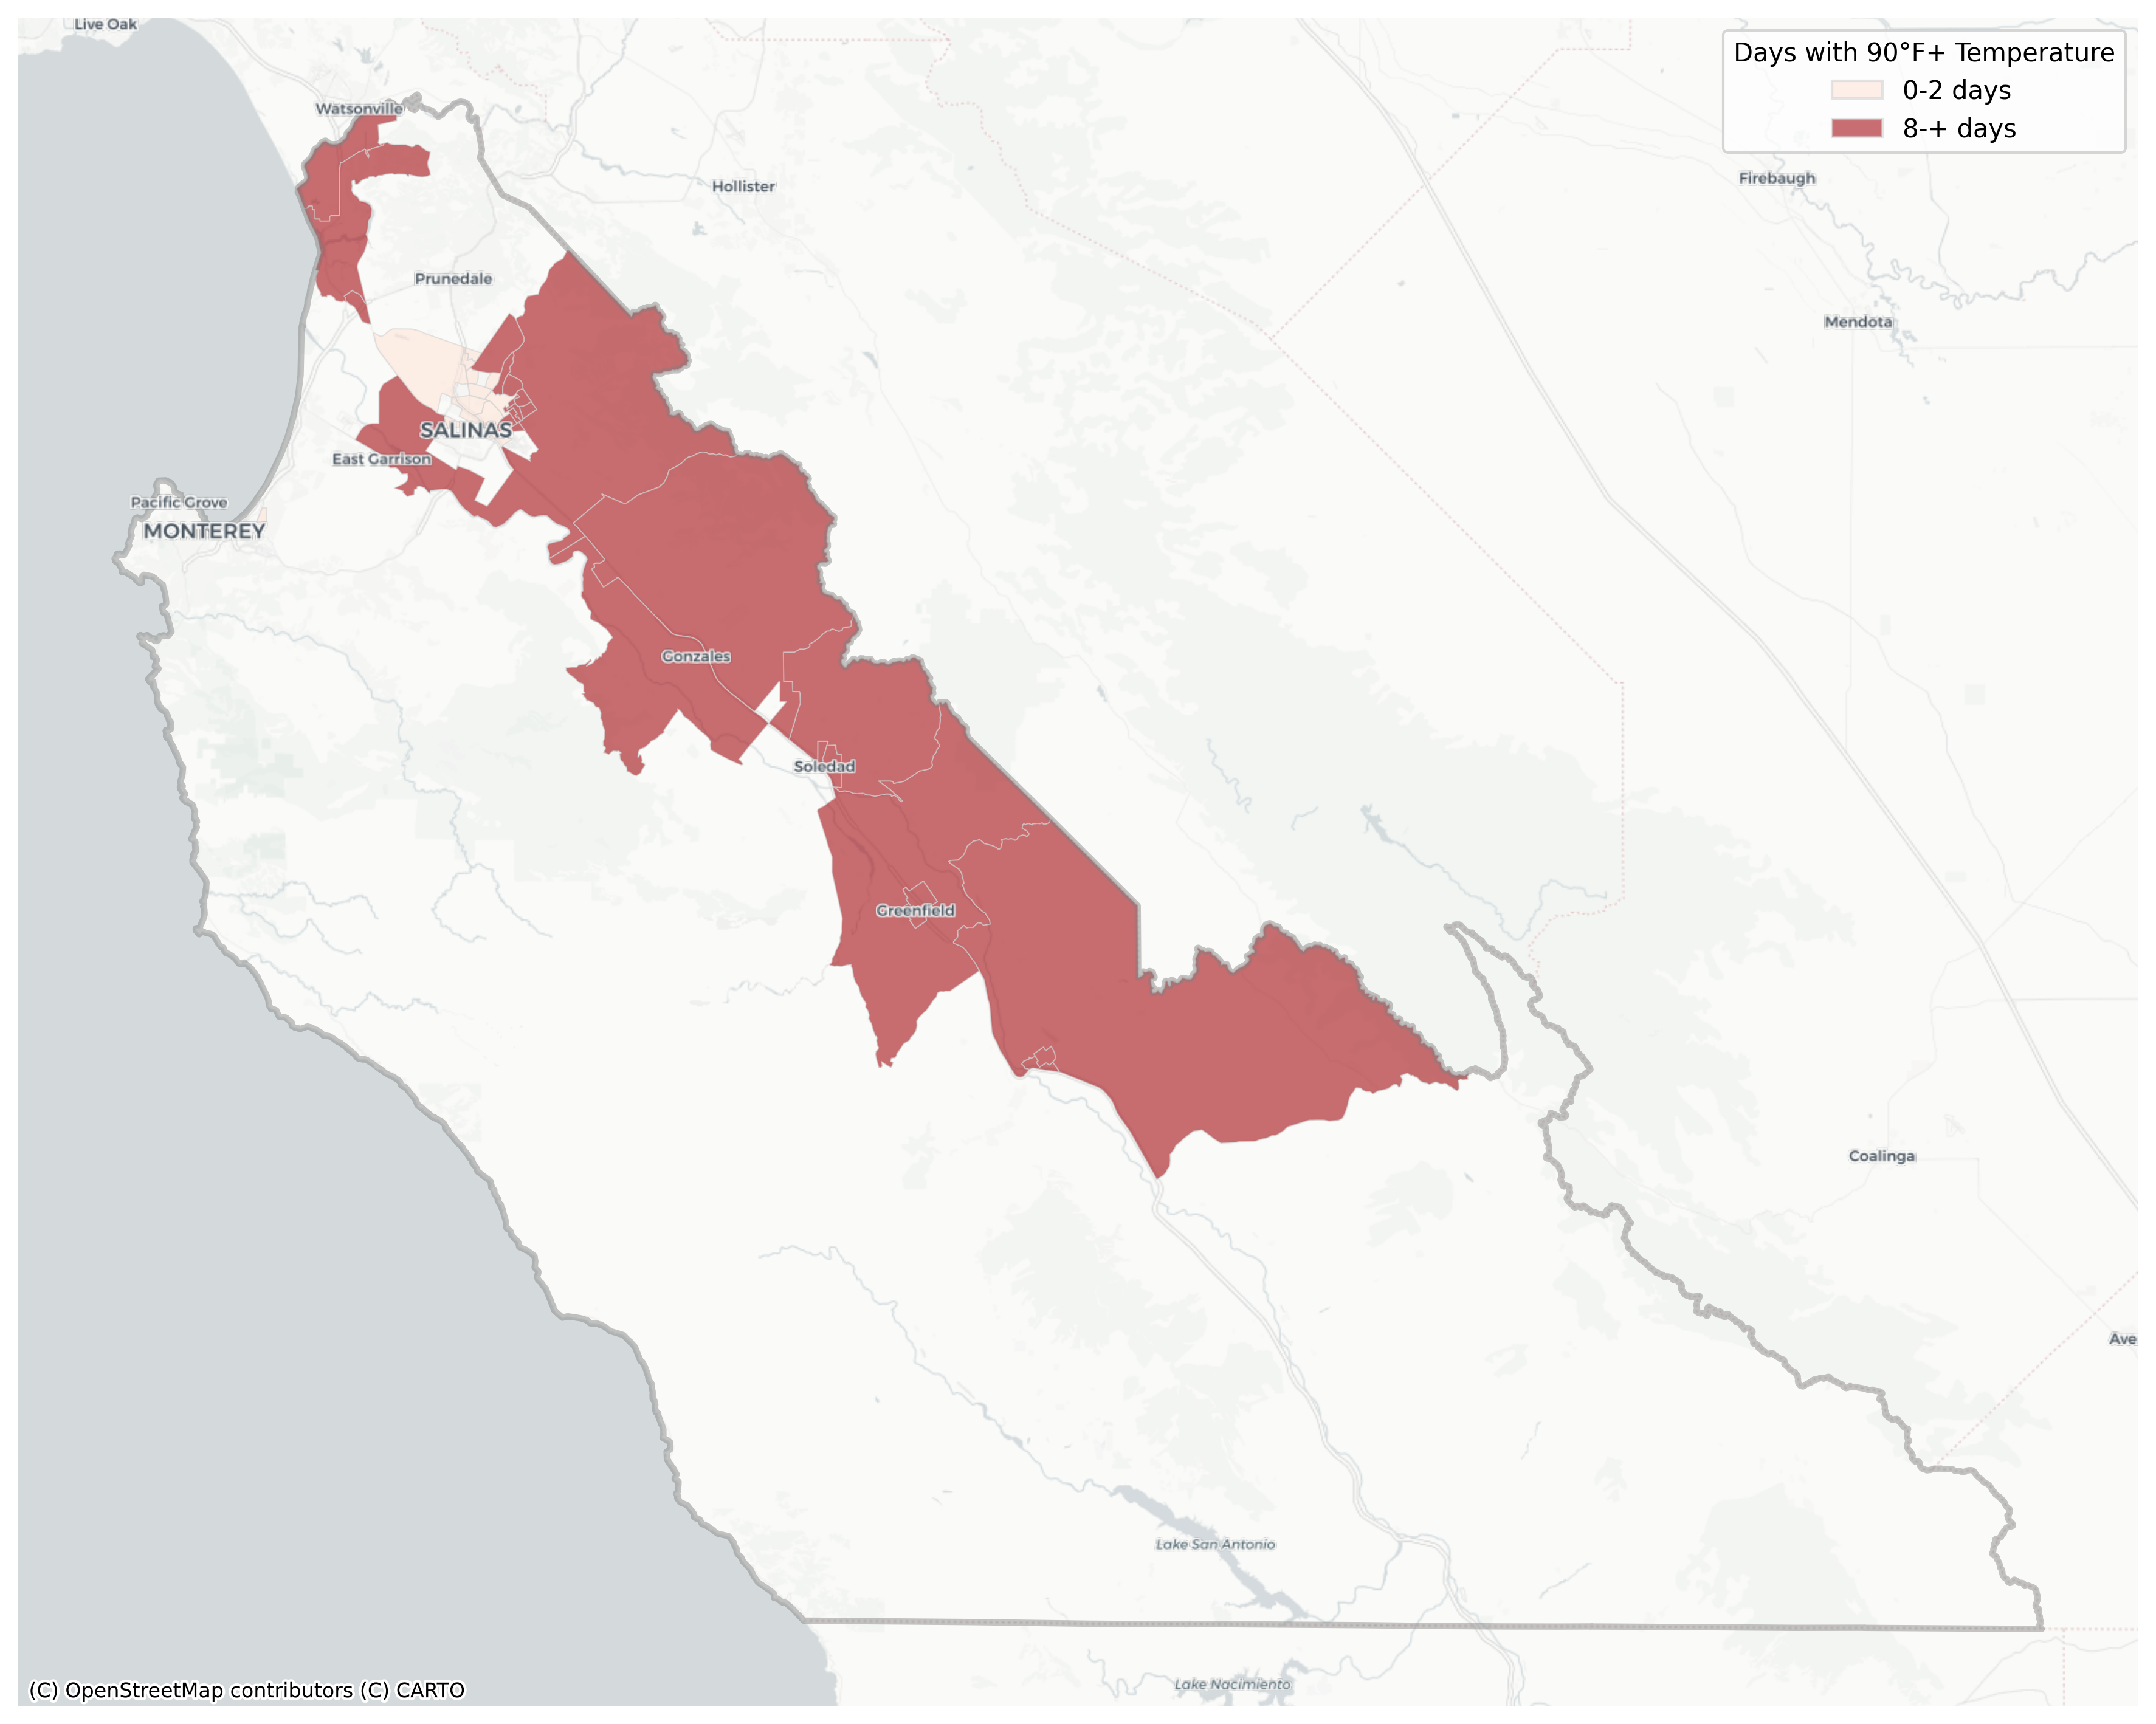 Live Oak
Days with 90°F+ Temperature
0-2 days
8-+ days
Watsonville
Hollister
Firebaugh
Prunedale
Mendota
SALINAS
East Garrison
Pacific Grove
MONTEREY
Gonzales
Soledad
Greenfield
Coalinga
Ave
Lake San Antonio
Lake Nacimiento
(C) OpenStreetMap contributors (C) CARTO